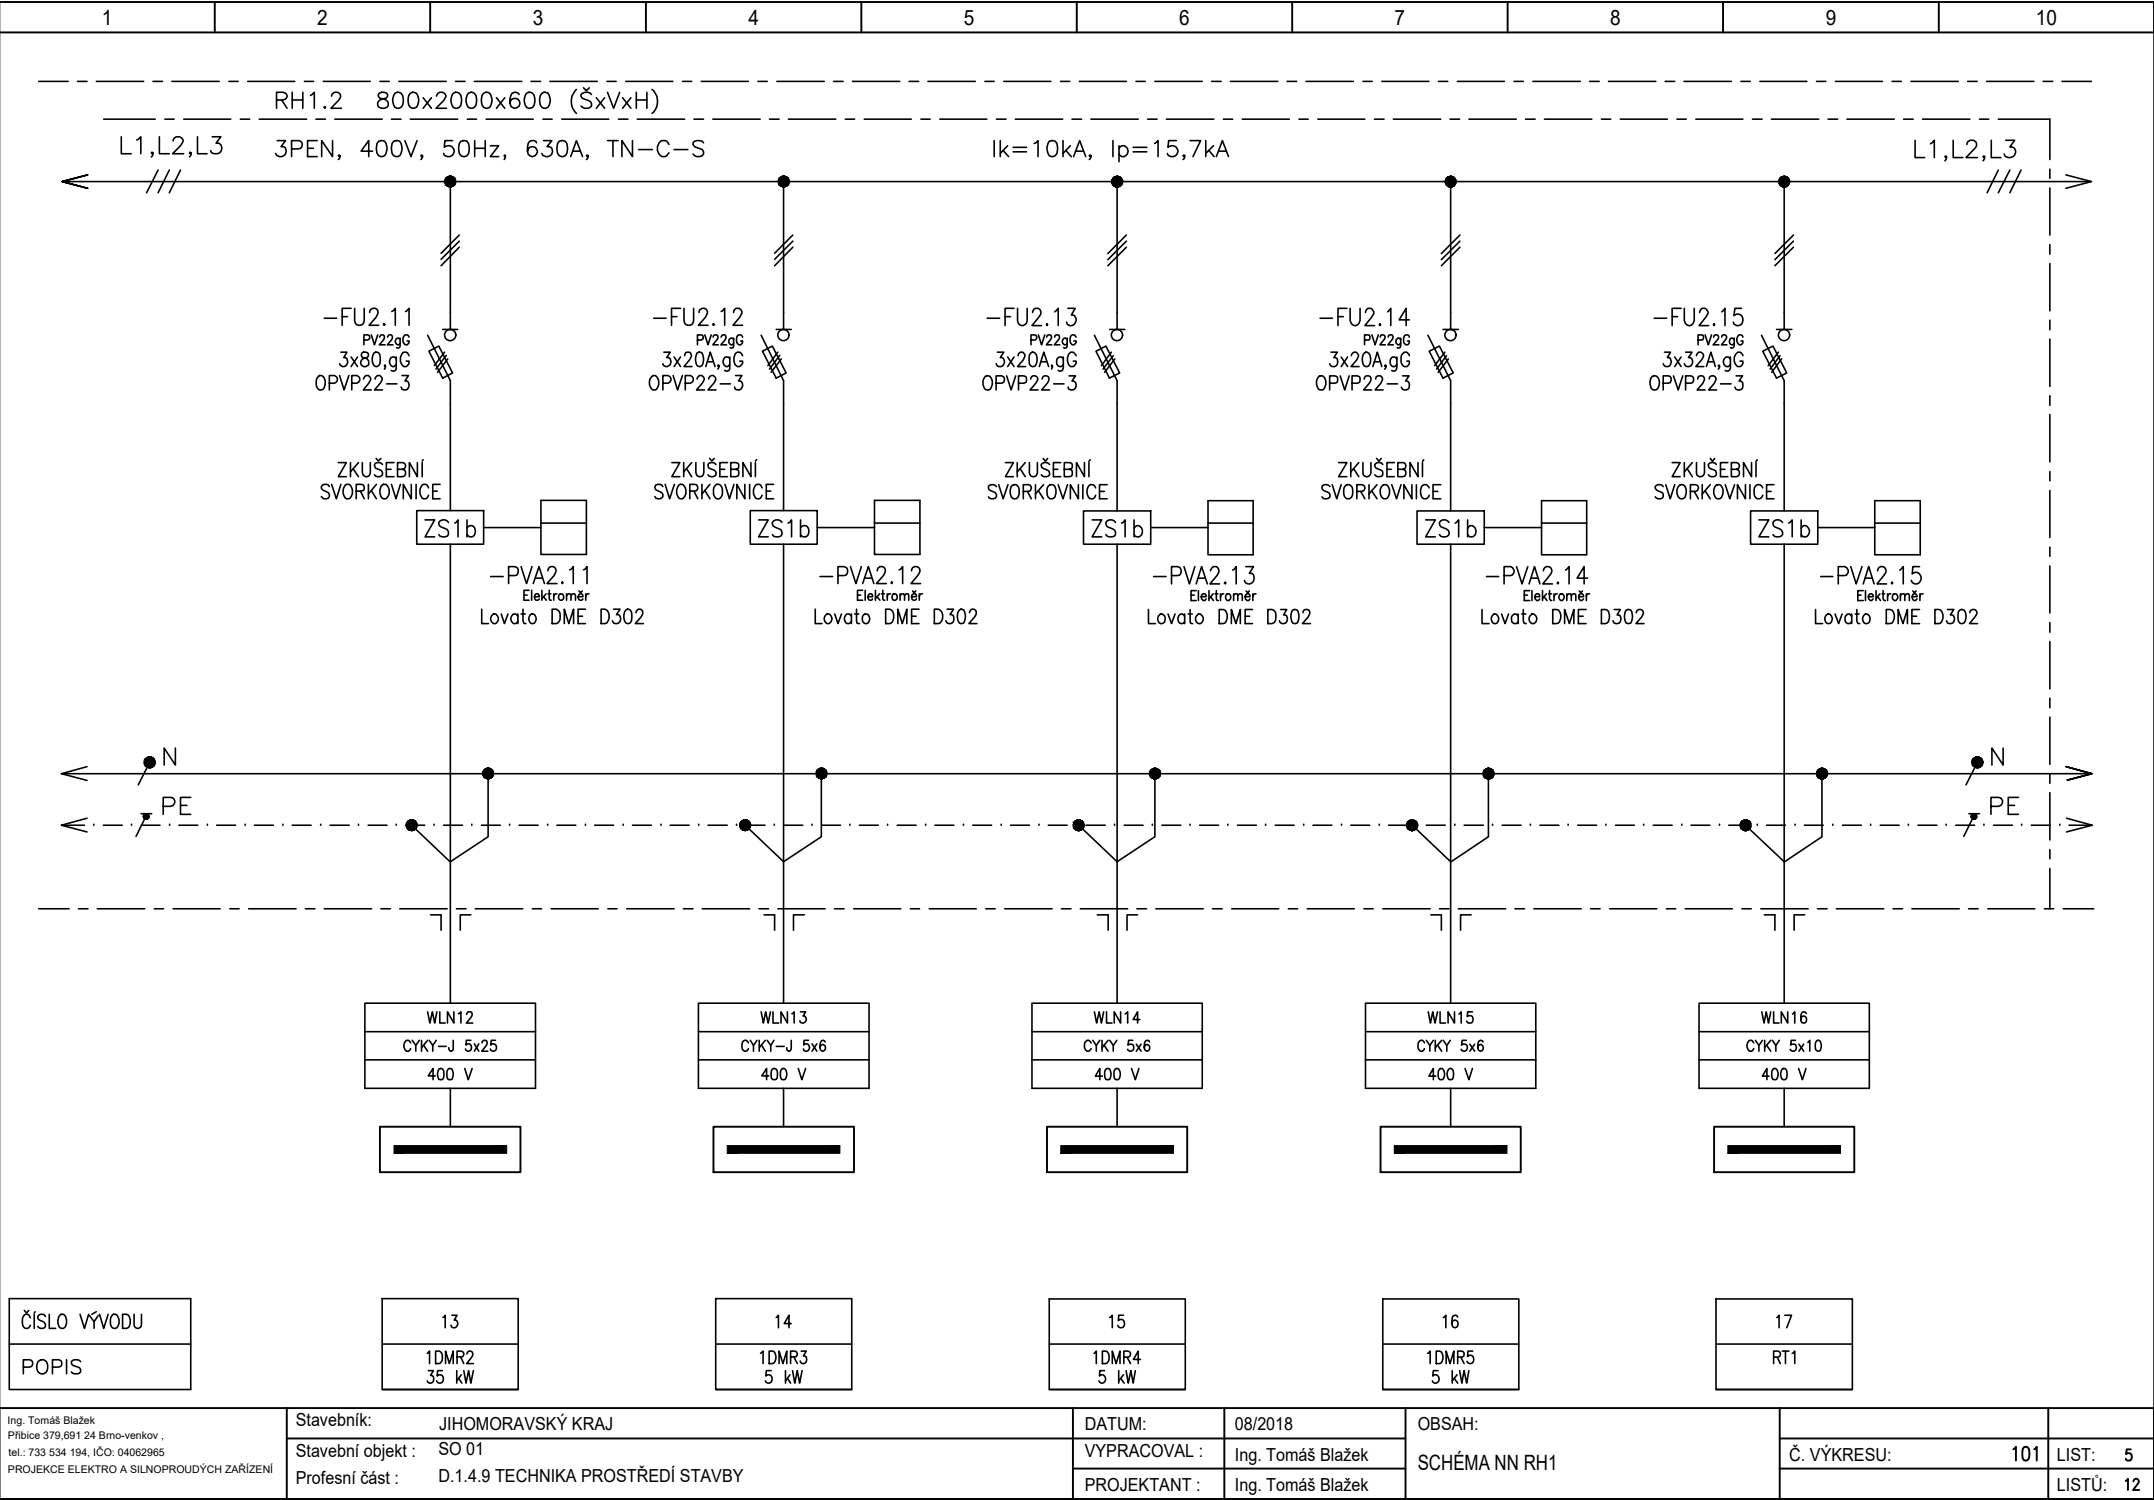 1 2 3 4 5 6 7 8 9 10
RH1.2 800x2000x600 (ŠxVxH)
L1,L2,L3 3PEN, 400V, 50Hz, 630A, TN-C-S Ik=10kA, Ip=15,7kA L1,L2,L3
-FU2.11
PV22gG
3x80,gG
OPVP22-3
-FU2.12
PV22gG
3x20A,gG
OPVP22-3
-FU2.13
PV22gG
3x20A,gG
OPVP22-3
-FU2.14
PV22gG
3x20A,gG
OPVP22-3
-FU2.15
PV22gG
3x32A,gG
OPVP22-3
ZKUŠEBNÍ
SVORKOVNICE
ZS1b
-PVA2.11
Elektroměr
Lovato DME D302
ZKUŠEBNÍ
SVORKOVNICE
ZS1b
-PVA2.12
Elektroměr
Lovato DME D302
ZKUŠEBNÍ
SVORKOVNICE
ZS1b
-PVA2.13
Elektroměr
Lovato DME D302
ZKUŠEBNÍ
SVORKOVNICE
ZS1b
-PVA2.14
Elektroměr
Lovato DME D302
ZKUŠEBNÍ
SVORKOVNICE
ZS1b
-PVA2.15
Elektroměr
Lovato DME D302
N N
PE PE
WLN12
CYKY-J 5x25
400 V
WLN13
CYKY-J 5x6
400 V
WLN14
CYKY 5x6
400 V
WLN15
CYKY 5x6
400 V
WLN16
CYKY 5x10
400 V
ČÍSLO VÝVODU
POPIS
13
1DMR2
35 kW
14
1DMR3
5 kW
15
1DMR4
5 kW
16
1DMR5
5 kW
17
RT1
Ing. Tomáš Blažek
Přibice 379,691 24 Brno-venkov ,
tel.: 733 534 194, IČO: 04062965
PROJEKCE ELEKTRO A SILNOPROUDÝCH ZAŘÍZENÍ
Stavebník: JIHOMORAVSKÝ KRAJ
Stavební objekt : SO 01
Profesní část : D.1.4.9 TECHNIKA PROSTŘEDÍ STAVBY
DATUM: 08/2018
VYPRACOVAL : Ing. Tomáš Blažek
PROJEKTANT : Ing. Tomáš Blažek
OBSAH:
SCHÉMA NN RH1
Č. VÝKRESU: 101
LIST: 5
LISTŮ: 12